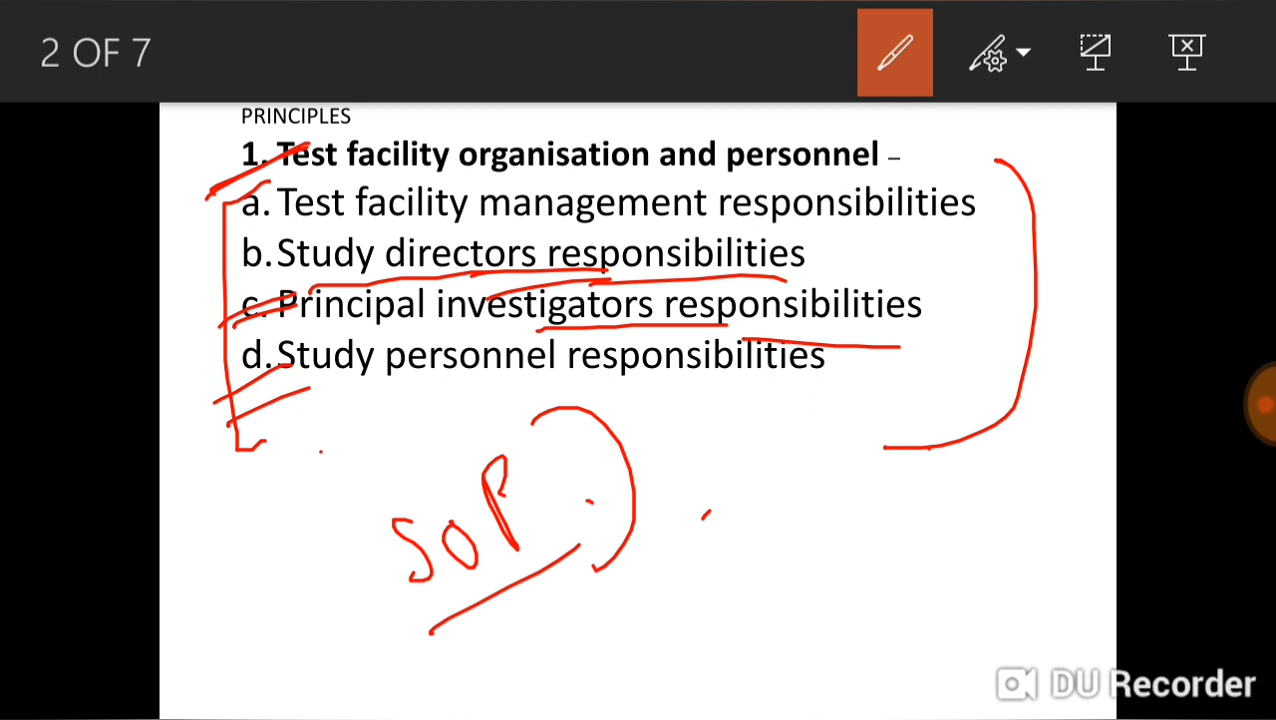 2 OF 7
PRINCIPLES
1. Test facility organisation and personnel –
a. Test facility management responsibilities
b. Study directors responsibilities
c. Principal investigators responsibilities
d. Study personnel responsibilities
SOP
DU Recorder